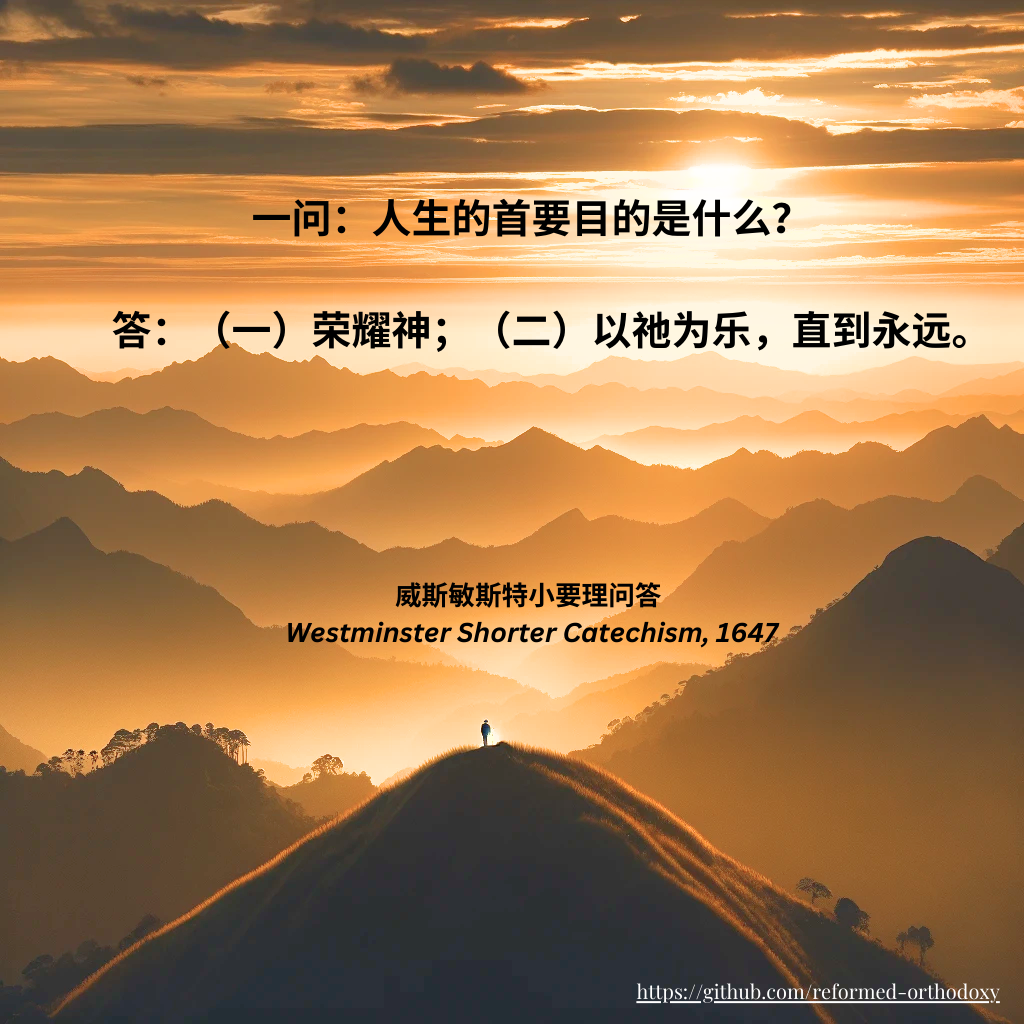 一问：人生的首要目的是什么？
答：（一）荣耀神；（二）以祂为乐，直到永远。
威斯敏斯特小要理问答
Westminster Shorter Catechism, 1647
https://github.com/reformed-orthodoxy